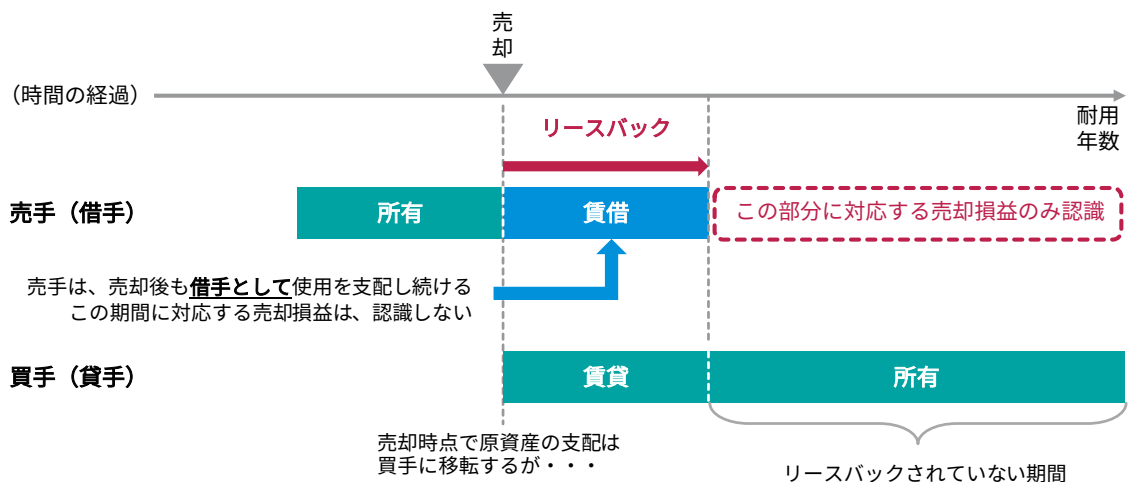 売
却
（時間の経過）
耐用
年数
リースバック
売手（借手）
所有
賃借
この部分に対応する売却損益のみ認識
売手は、売却後も借手として使用を支配し続ける
この期間に対応する売却損益は、認識しない
買手（貸手）
賃貸
所有
売却時点で原資産の支配は
買手に移転するが・・・
リースバックされていない期間